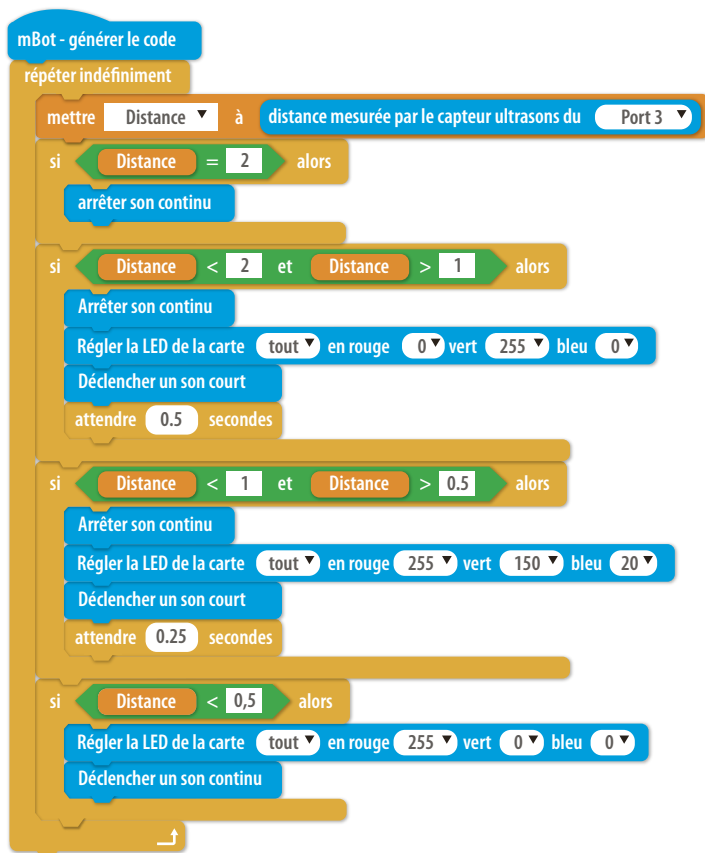 mBot - générer le code
répéter indéfiniment
mettre Distance à distance mesurée par le capteur ultrasons du Port 3
si Distance = 2 alors
arrêter son continu
si Distance < 2 et Distance > 1 alors
Arrêter son continu
Régler la LED de la carte tout en rouge 0 vert 255 bleu 0
Déclencher un son court
attendre 0.5 secondes
si Distance < 1 et Distance > 0.5 alors
Arrêter son continu
Régler la LED de la carte tout en rouge 255 vert 150 bleu 20
Déclencher un son court
attendre 0.25 secondes
si Distance < 0,5 alors
Régler la LED de la carte tout en rouge 255 vert 0 bleu 0
Déclencher un son continu